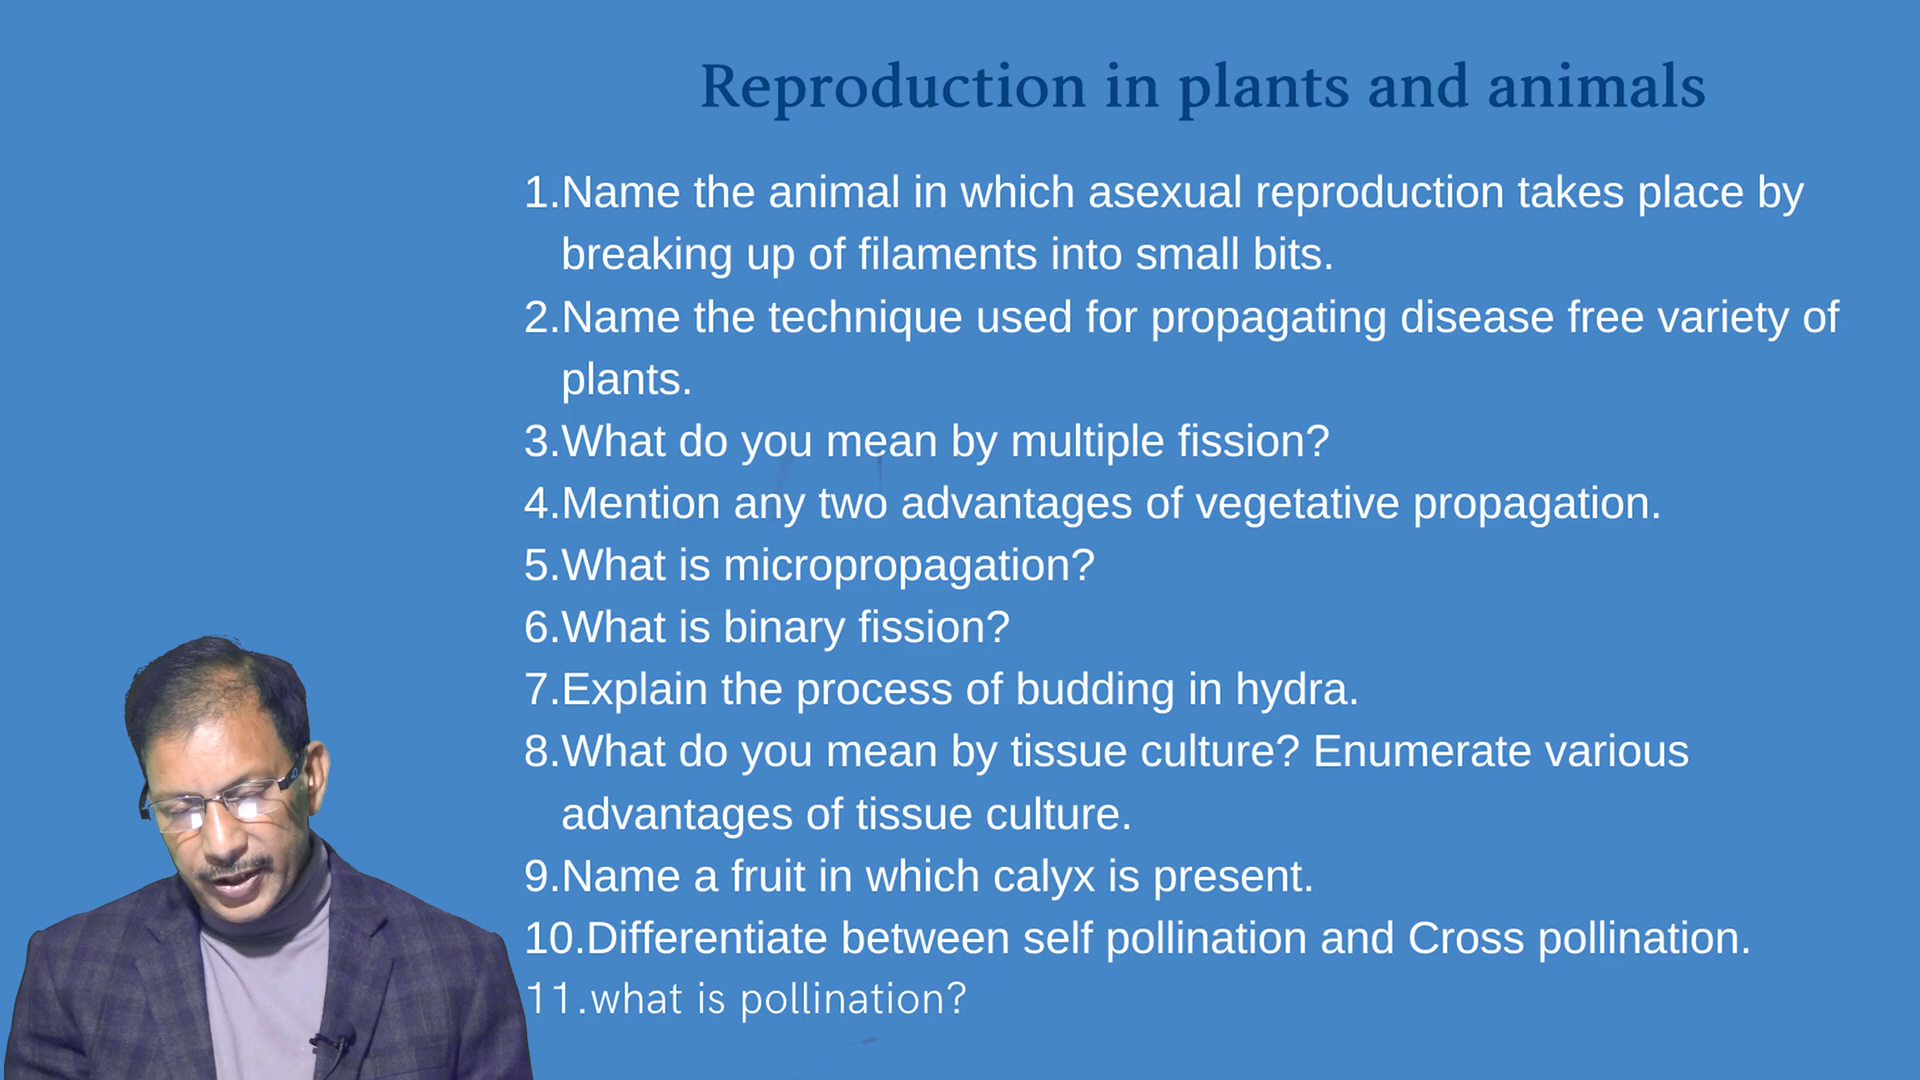 Reproduction in plants and animals
1.Name the animal in which asexual reproduction takes place by
breaking up of filaments into small bits.
2.Name the technique used for propagating disease free variety of
plants.
3.What do you mean by multiple fission?
4.Mention any two advantages of vegetative propagation.
5.What is micropropagation?
6.What is binary fission?
7.Explain the process of budding in hydra.
8.What do you mean by tissue culture? Enumerate various
advantages of tissue culture.
9.Name a fruit in which calyx is present.
10.Differentiate between self pollination and Cross pollination.
11.what is pollination?